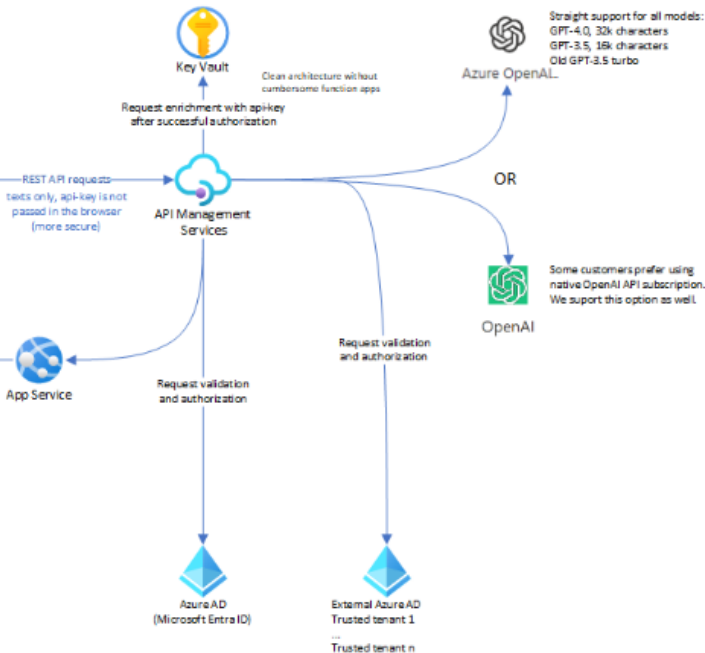 Straight support for all models:
GPT-4.0, 32k characters
GPT-3.5, 16k characters
Old GPT-3.5 turbo
Azure OpenAI...
Key Vault
Clean architecture without
cumbersome function apps
Request enrichment with api-key
after successful authorization
REST API requests
texts only, api-key is not
passed in the browser
(more secure)
API Management
Services
OR
Some customers prefer using
native OpenAI API subscription.
We suport this option as well.
OpenAI
Request validation
and authorization
App Service
Request validation
and authorization
Azure AD
(Microsoft Entra ID)
External Azure AD
Trusted tenant 1
...
Trusted tenant n